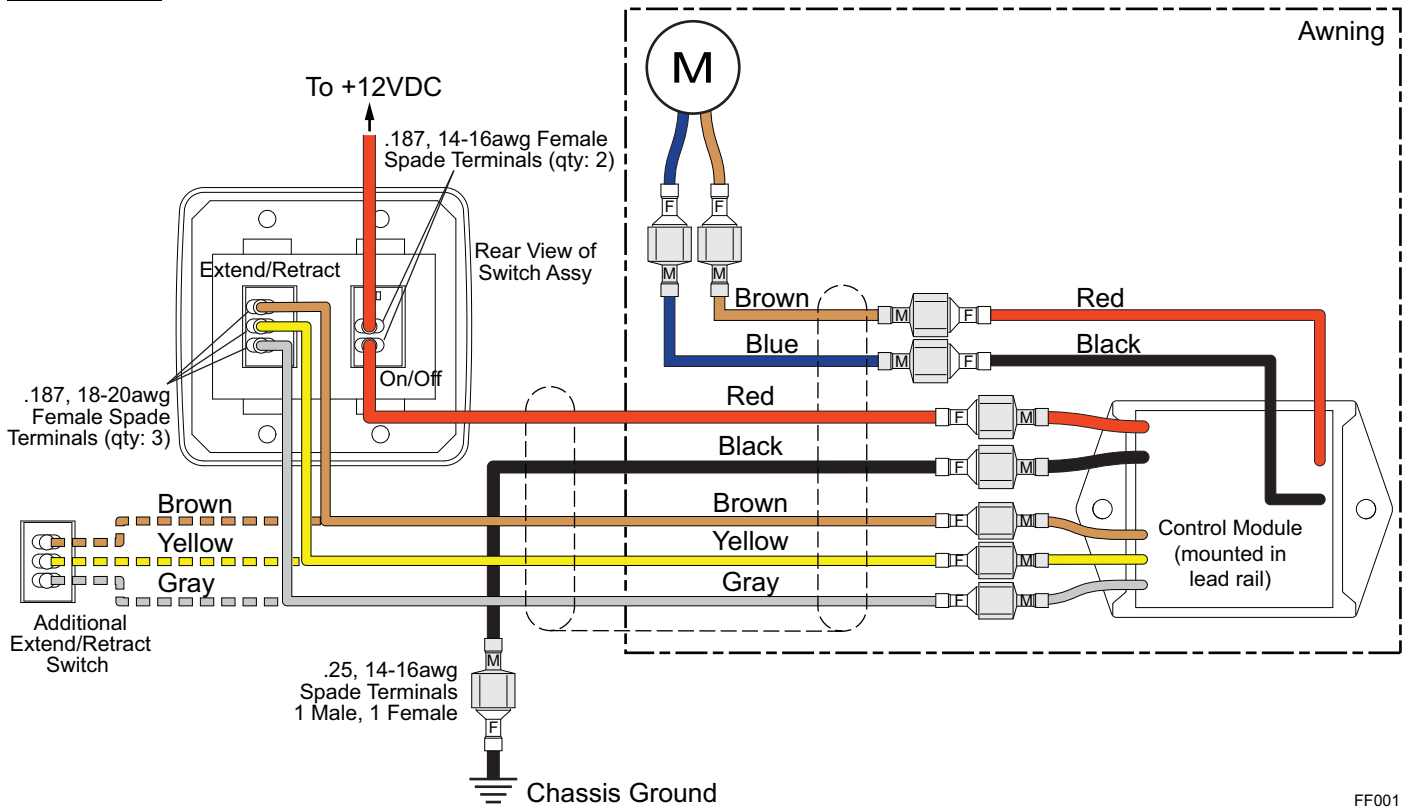 Awning
M
To +12VDC
.187, 14-16awg Female
Spade Terminals (qty: 2)
F
F
Rear View of
Switch Assy
Extend/Retract
M
M
Brown
M
F
Red
Blue
M
F
Black
On/Off
.187, 18-20awg
Female Spade
Terminals (qty: 3)
Red
F
M
Black
F
M
Brown
Brown
F
M
Control Module
(mounted in
lead rail)
Yellow
Yellow
F
M
Gray
Gray
F
M
Additional
Extend/Retract
Switch
M
.25, 14-16awg
Spade Terminals
1 Male, 1 Female
F
Chassis Ground
FF001